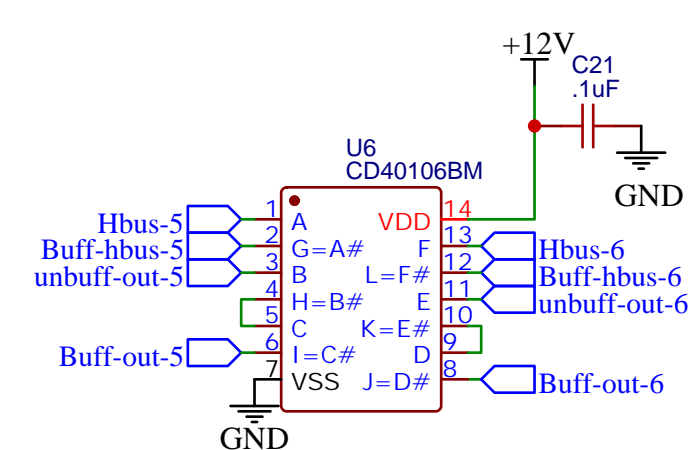 +12V
C21
.1uF
GND
U6
CD40106BM
Hbus-5
1
A
VDD
14
Buff-hbus-5
2
G=A#
F
13
Hbus-6
unbuff-out-5
3
B
L=F#
12
Buff-hbus-6
4
H=B#
E
11
unbuff-out-6
5
C
K=E#
10
Buff-out-5
6
I=C#
D
9
7
VSS
J=D#
8
Buff-out-6
GND